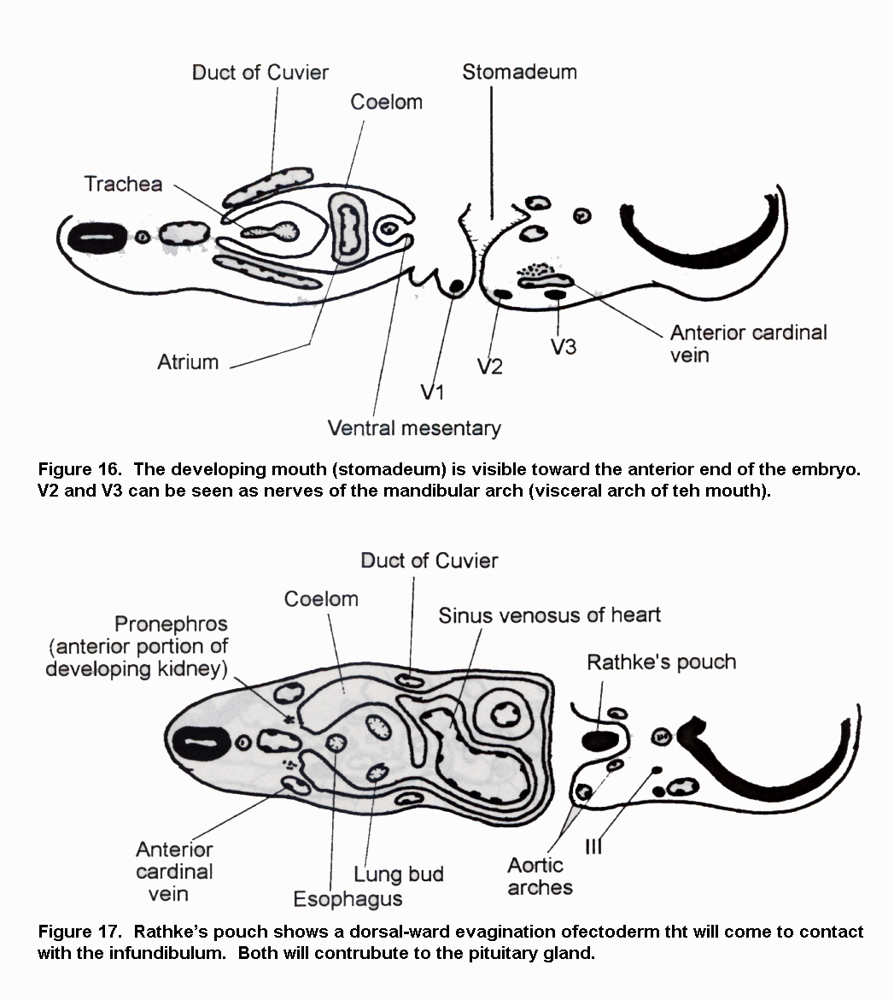 Duct of Cuvier
Stomadeum
Coelom
Trachea
Anterior cardinal
vein
V3
Atrium
V2
V1
Ventral mesentary
Figure 16.  The developing mouth (stomadeum) is visible toward the anterior end of the embryo.
V2 and V3 can be seen as nerves of the mandibular arch (visceral arch of teh mouth).
Duct of Cuvier
Coelom
Sinus venosus of heart
Pronephros
(anterior portion of
developing kidney)
Rathke's pouch
Anterior
cardinal
vein
III
Aortic
arches
Lung bud
Esophagus
Figure 17.  Rathke’s pouch shows a dorsal-ward evagination ofectoderm tht will come to contact
with the infundibulum.  Both will contrubute to the pituitary gland.